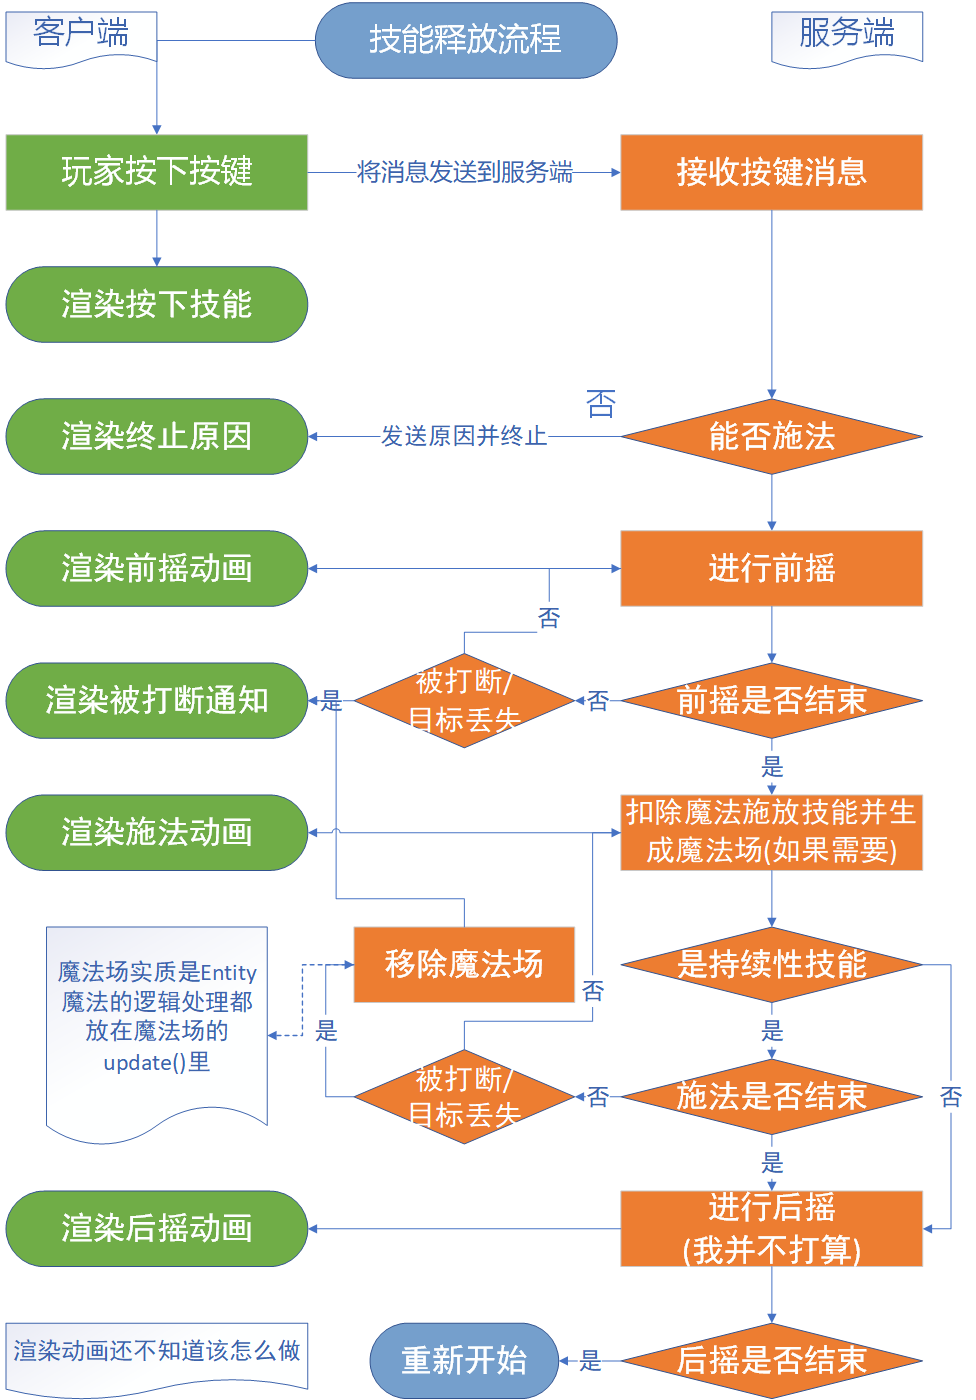 客户端
技能释放流程
服务端
玩家按下按键
将消息发送到服务端
接收按键消息
渲染按下技能
否
渲染终止原因
发送原因并终止
能否施法
渲染前摇动画
进行前摇
否
渲染被打断通知
是
被打断/
目标丢失
否
前摇是否结束
是
渲染施法动画
扣除魔法施放技能并生
成魔法场(如果需要)
魔法场实质是Entity
魔法的逻辑处理都
放在魔法场的
update()里
移除魔法场
是持续性技能
否
是
是
被打断/
目标丢失
否
施法是否结束
否
是
渲染后摇动画
进行后摇
(我并不打算)
渲染动画还不知道该怎么做
重新开始
是
后摇是否结束